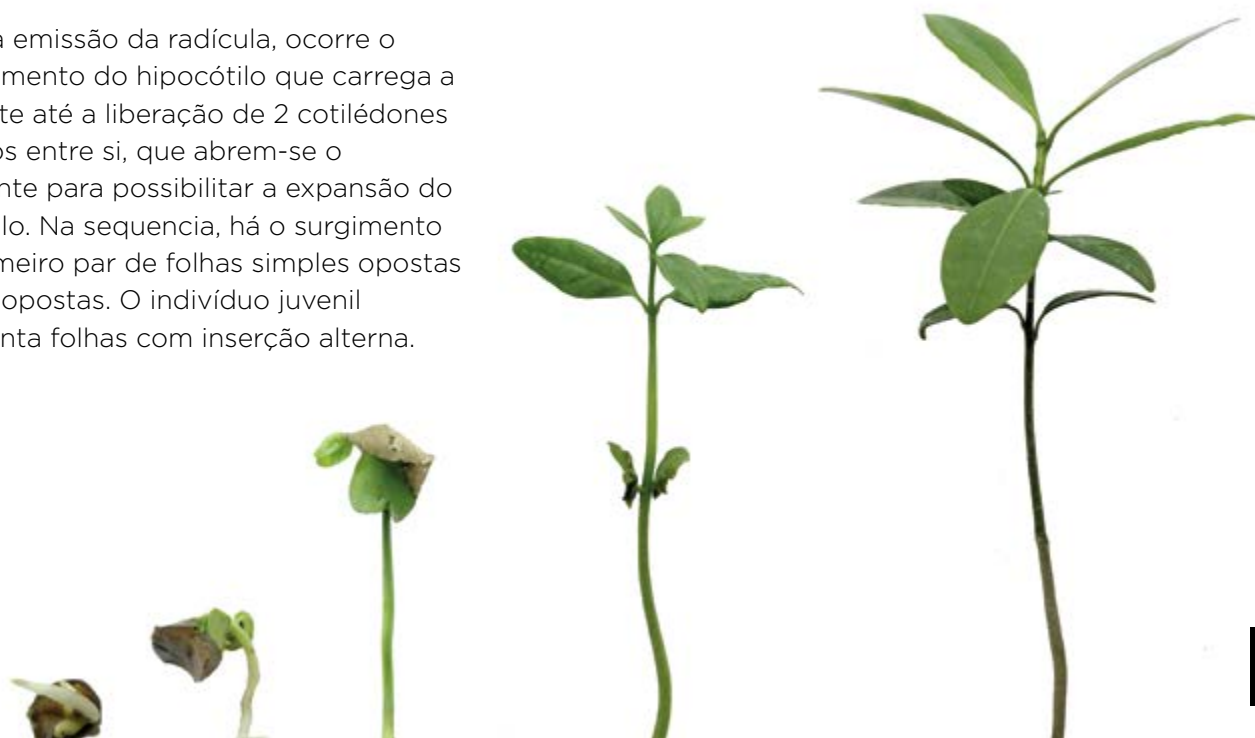 a emissão da radícula, ocorre o
mento do hipocótilo que carrega a
te até a liberação de 2 cotilédones
os entre si, que abrem-se o
nte para possibilitar a expansão do
lo. Na sequencia, há o surgimento
meiro par de folhas simples opostas
opostas. O indivíduo juvenil
nta folhas com inserção alterna.